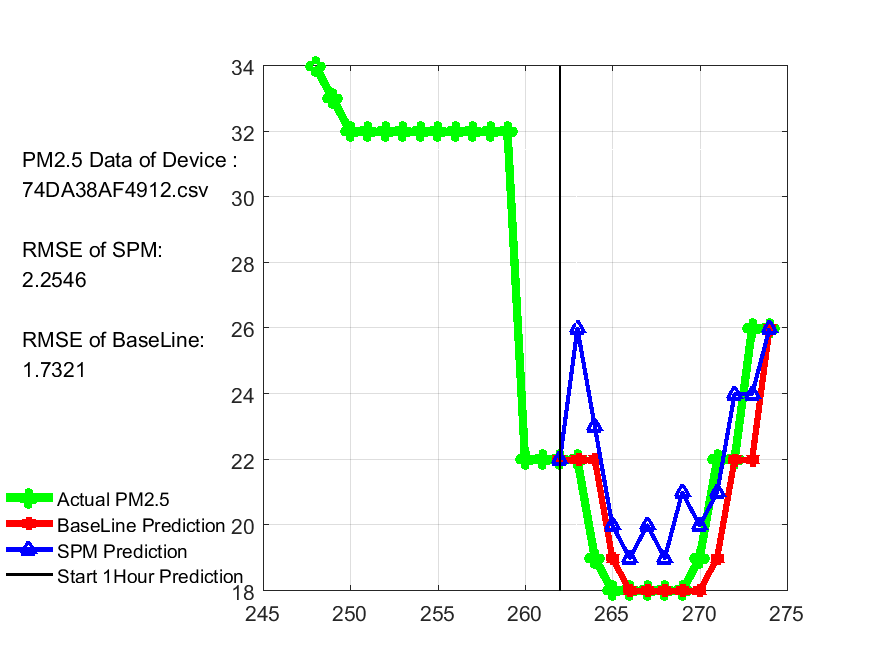 PM2.5 Data of Device :
74DA38AF4912.csv
RMSE of SPM:
2.2546
RMSE of BaseLine:
1.7321
Actual PM2.5
BaseLine Prediction
SPM Prediction
Start 1Hour Prediction
34
32
30
28
26
24
22
20
18
245
250
255
260
265
270
275